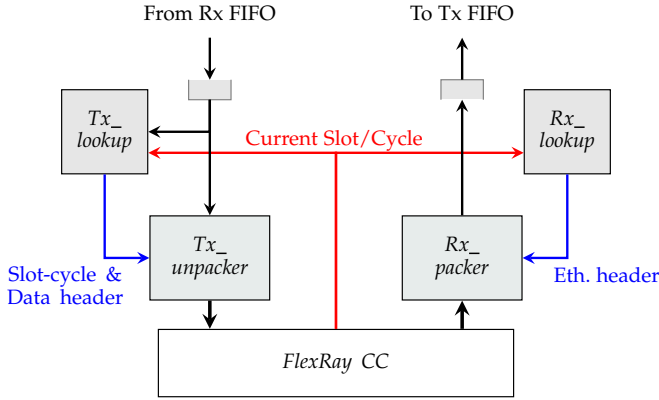 From Rx FIFO
To Tx FIFO
Tx_
lookup
Current Slot/Cycle
Rx_
lookup
Tx_
unpacker
Rx_
packer
Slot-cycle &
Data header
Eth. header
FlexRay CC